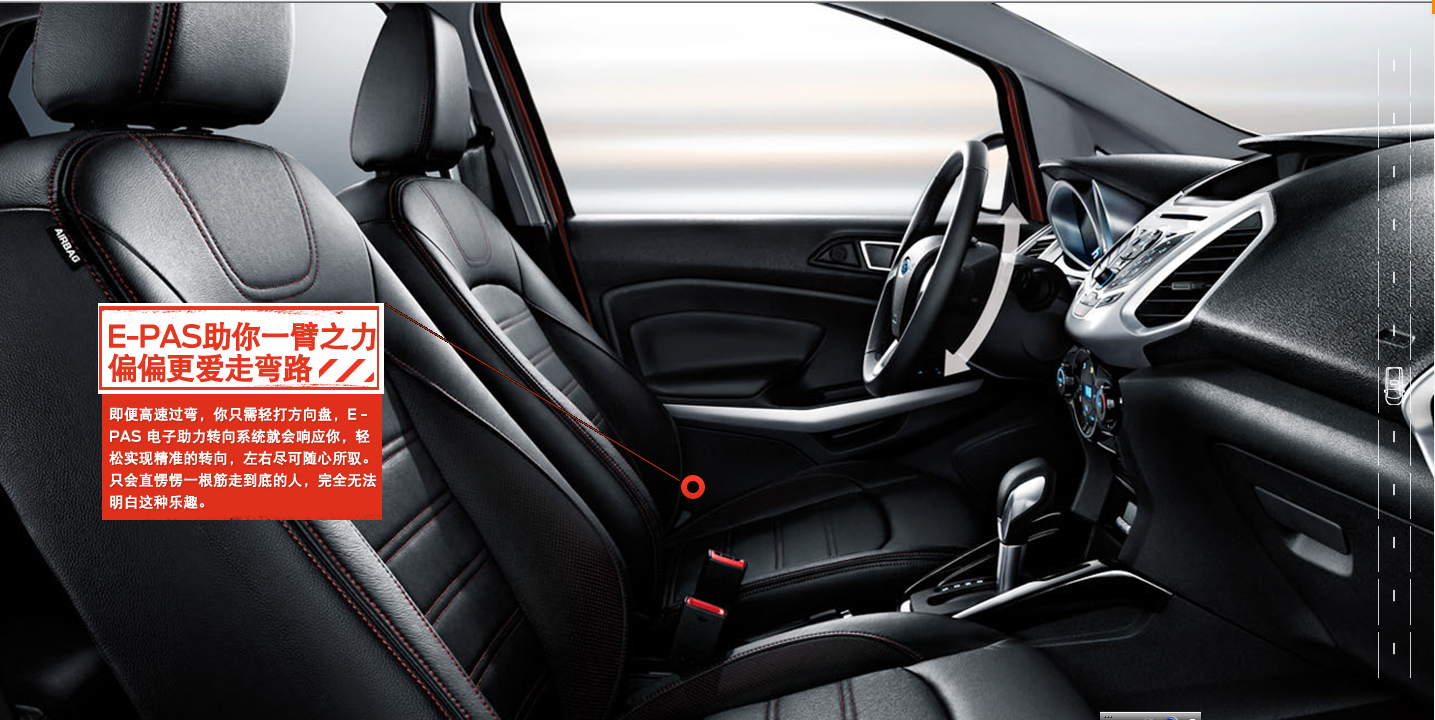 AIRBAG
E-PAS助你一臂之力
偏偏更爱走弯路
即便高速过弯，你只需轻打方向盘，E-
PAS 电子助力转向系统就会响应你，轻
松实现精准的转向，左右尽可随心所驭。
只会直愣愣一根筋走到底的人，完全无法
明白这种乐趣。